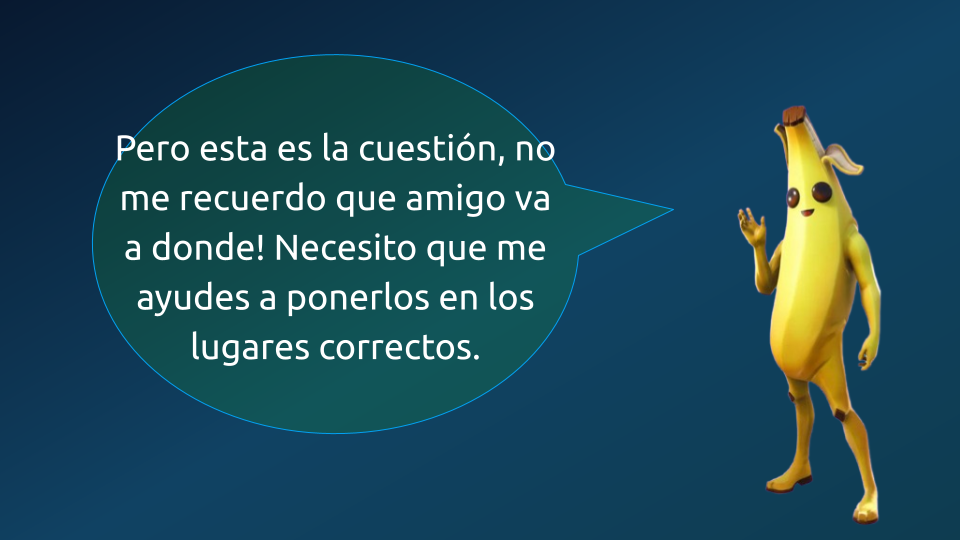 Pero esta es la cuestión, no
me recuerdo que amigo va
a donde! Necesito que me
ayudes a ponerlos en los
lugares correctos.